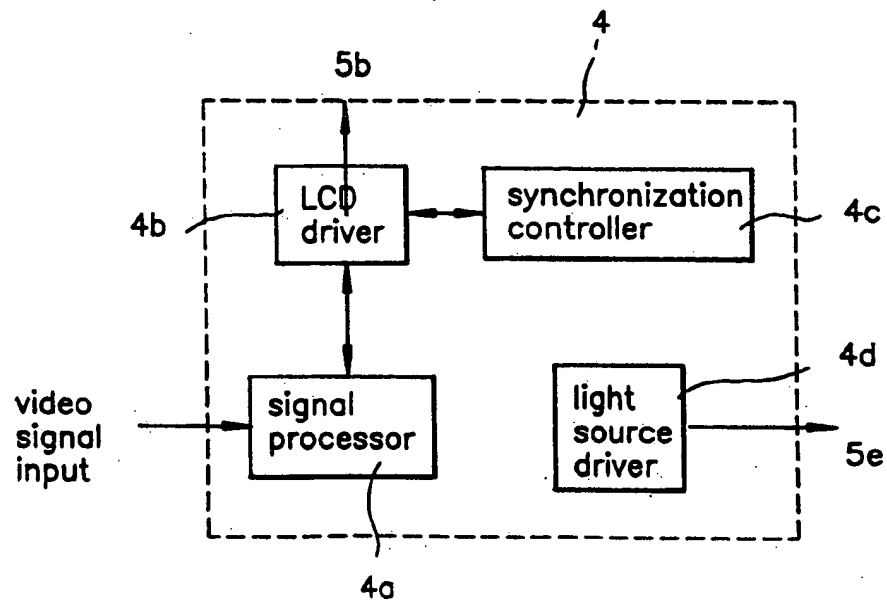 4
5b
LCD
driver
4b
synchronization
controller
4c
4d
video
signal
input
signal
processor
light
source
driver
5e
4a